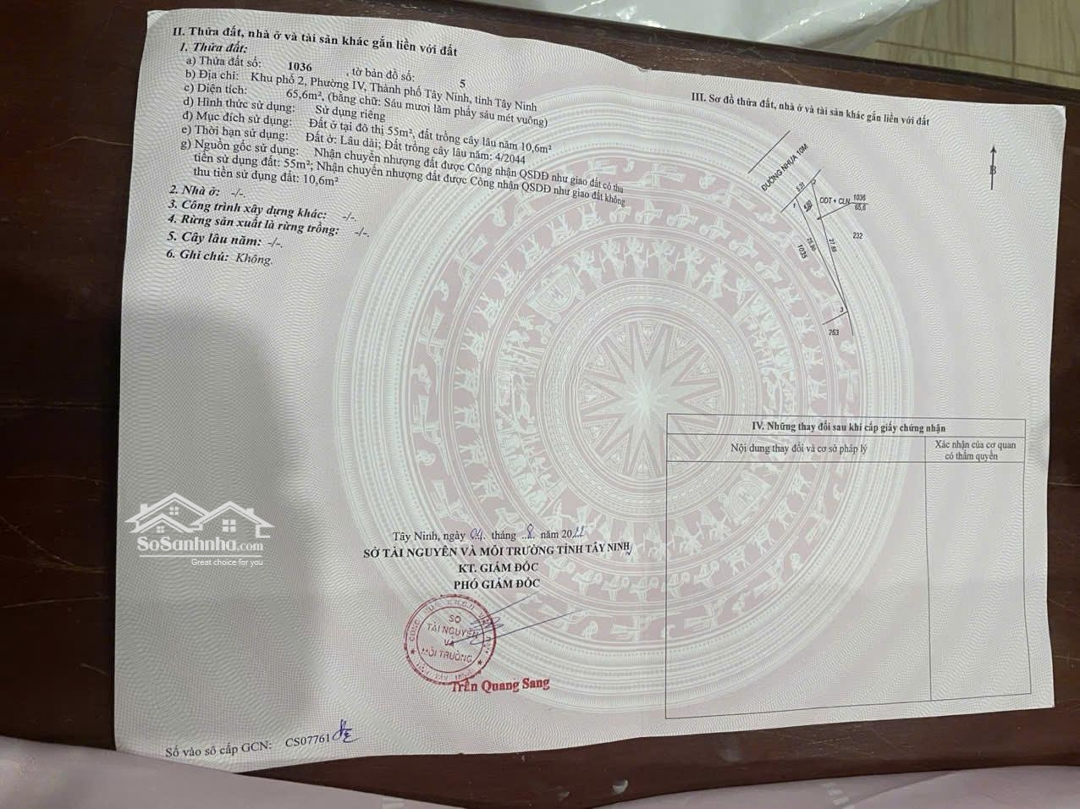 II. Thửa đất, nhà ở và tài sản khác gắn liền với đất
1. Thửa đất:
a) Thửa đất số: 1036 , tờ bản đồ số: 5
b) Địa chỉ: Khu phố 2, Phường IV, Thành phố Tây Ninh, tỉnh Tây Ninh
c) Diện tích: 65,6m², (bằng chữ: Sáu mươi lăm phẩy sáu mét vuông)
d) Hình thức sử dụng: Sử dụng riêng
đ) Mục đích sử dụng: Đất ở tại đô thị 55m², đất trồng cây lâu năm 10,6m²
e) Thời hạn sử dụng: Đất ở: Lâu dài; Đất trồng cây lâu năm: 4/2044
g) Nguồn gốc sử dụng: Nhận chuyển nhượng đất được Công nhận QSDĐ như giao đất có thu
tiền sử dụng đất: 55m²; Nhận chuyển nhượng đất được Công nhận QSDĐ như giao đất không
thu tiền sử dụng đất: 10,6m²
2. Nhà ở: -/-.
3. Công trình xây dựng khác: -/-.
4. Rừng sản xuất là rừng trồng: -/-.
5. Cây lâu năm: -/-.
6. Ghi chú: Không.
III. Sơ đồ thửa đất, nhà ở và tài sản khác gắn liền với đất
B
ĐƯỜNG NHỰA 10M
ODT + CLN 1036
65,6
232
1035
3
753
IV. Những thay đổi sau khi cấp giấy chứng nhận
Nội dung thay đổi và cơ sở pháp lý
Xác nhận của cơ quan
có thẩm quyền
SoSanhnha.com
Great choice for you
Tây Ninh, ngày 04 tháng 8 năm 2022
SỞ TÀI NGUYÊN VÀ MÔI TRƯỜNG TỈNH TÂY NINH
KT. GIÁM ĐỐC
PHÓ GIÁM ĐỐC
SỞ
TÀI NGUYÊN
VÀ
MÔI TRƯỜNG
Trần Quang Sang
Số vào sổ cấp GCN: CS07761